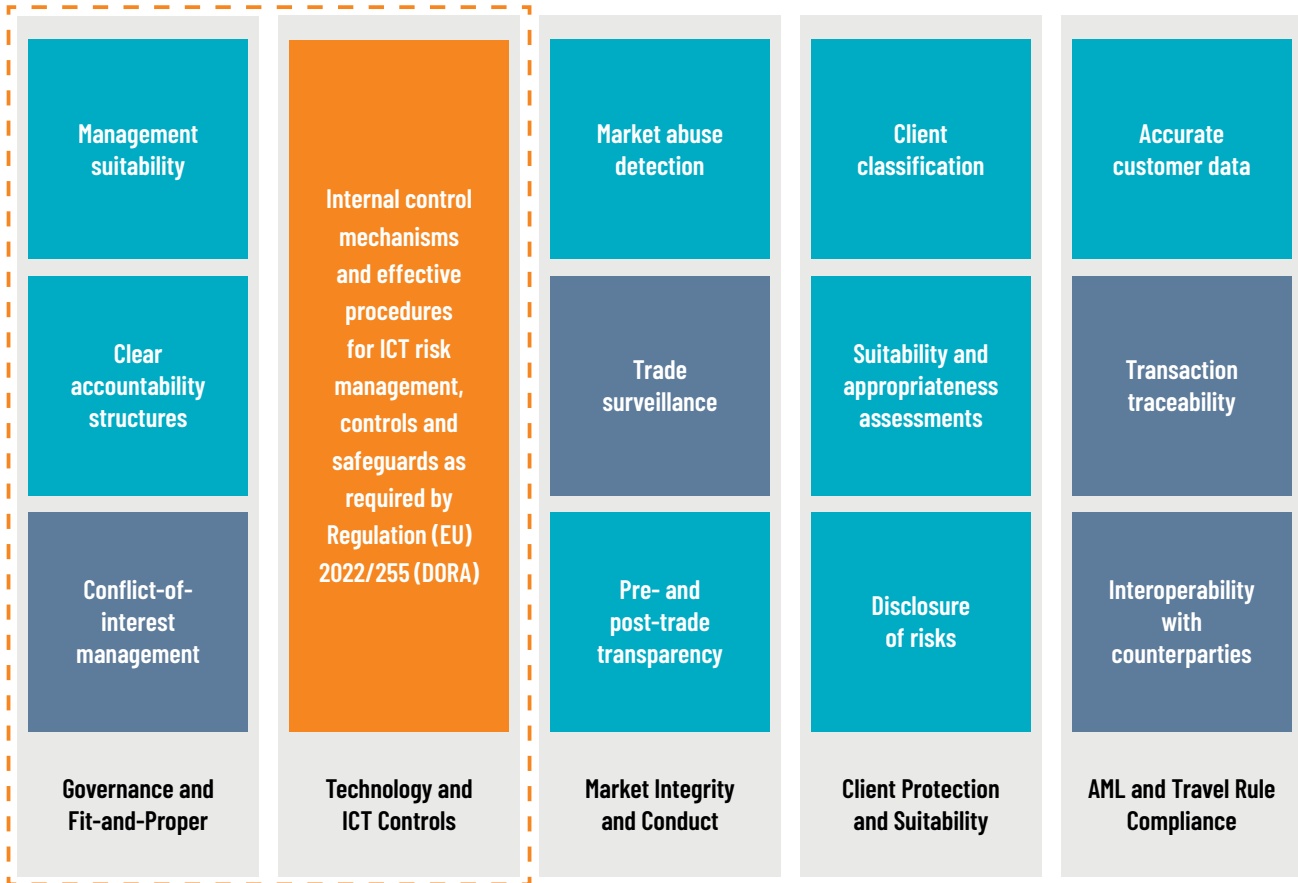 Management
suitability
Clear
accountability
structures
Conflict-of-
interest
management
Governance and
Fit-and-Proper
Internal control
mechanisms
and effective
procedures
for ICT risk
management,
controls and
safeguards as
required by
Regulation (EU)
2022/255 (DORA)
Technology and
ICT Controls
Market abuse
detection
Trade
surveillance
Pre- and
post-trade
transparency
Market Integrity
and Conduct
Client
classification
Suitability and
appropriateness
assessments
Disclosure
of risks
Client Protection
and Suitability
Accurate
customer data
Transaction
traceability
Interoperability
with
counterparties
AML and Travel Rule
Compliance